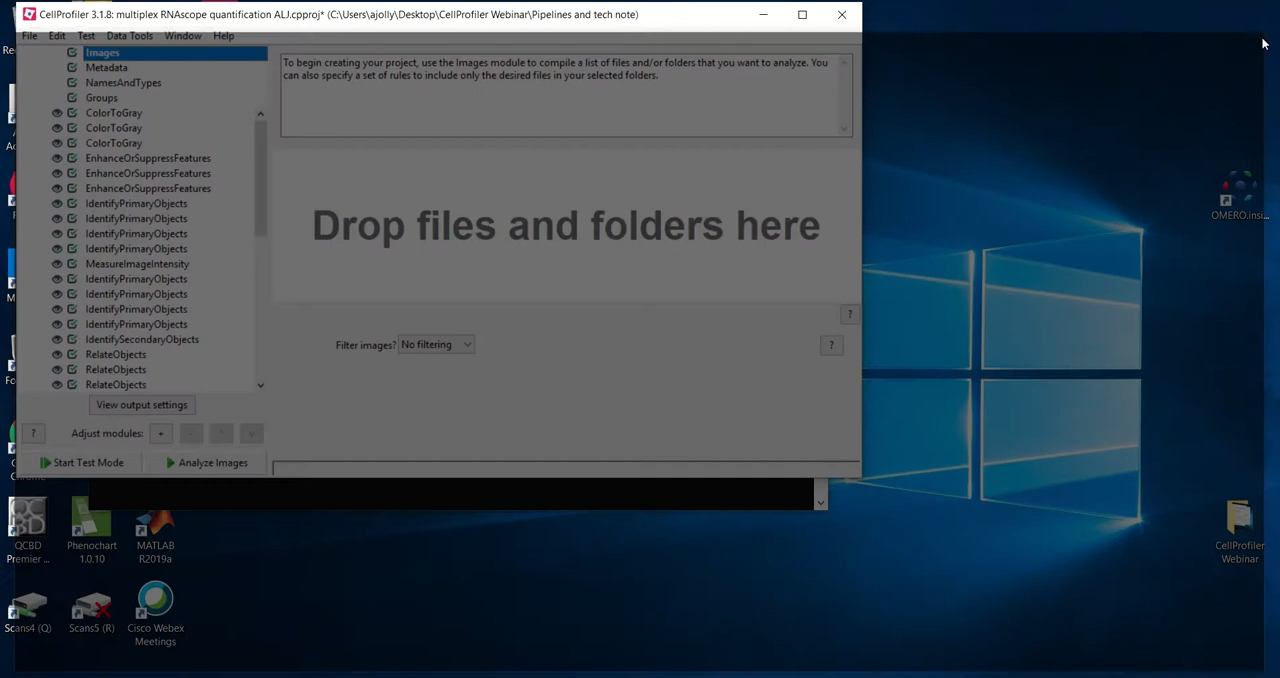 CellProfiler 3.1.8: multiplex RNAscope quantification ALJ.cpproj* (C:\Users\ajolly\Desktop\CellProfiler Webinar\Pipelines and tech note)
File Edit Test Data Tools Window Help
Images
Metadata
NamesAndTypes
Groups
ColorToGray
ColorToGray
ColorToGray
EnhanceOrSuppressFeatures
EnhanceOrSuppressFeatures
EnhanceOrSuppressFeatures
IdentifyPrimaryObjects
IdentifyPrimaryObjects
IdentifyPrimaryObjects
IdentifyPrimaryObjects
MeasureImageIntensity
IdentifyPrimaryObjects
IdentifyPrimaryObjects
IdentifyPrimaryObjects
IdentifyPrimaryObjects
IdentifySecondaryObjects
RelateObjects
RelateObjects
RelateObjects
View output settings
? Adjust modules: + - ^ v
Start Test Mode Analyze Images
To begin creating your project, use the Images module to compile a list of files and/or folders that you want to analyze. You
can also specify a set of rules to include only the desired files in your selected folders.
Drop files and folders here
?
Filter images? No filtering ?
OMERO.insi...
CellProfiler
Webinar
QCBD
Premier ...
Phenochart
1.0.10
MATLAB
R2019a
Scans4 (Q)
Scans5 (R)
Cisco Webex
Meetings